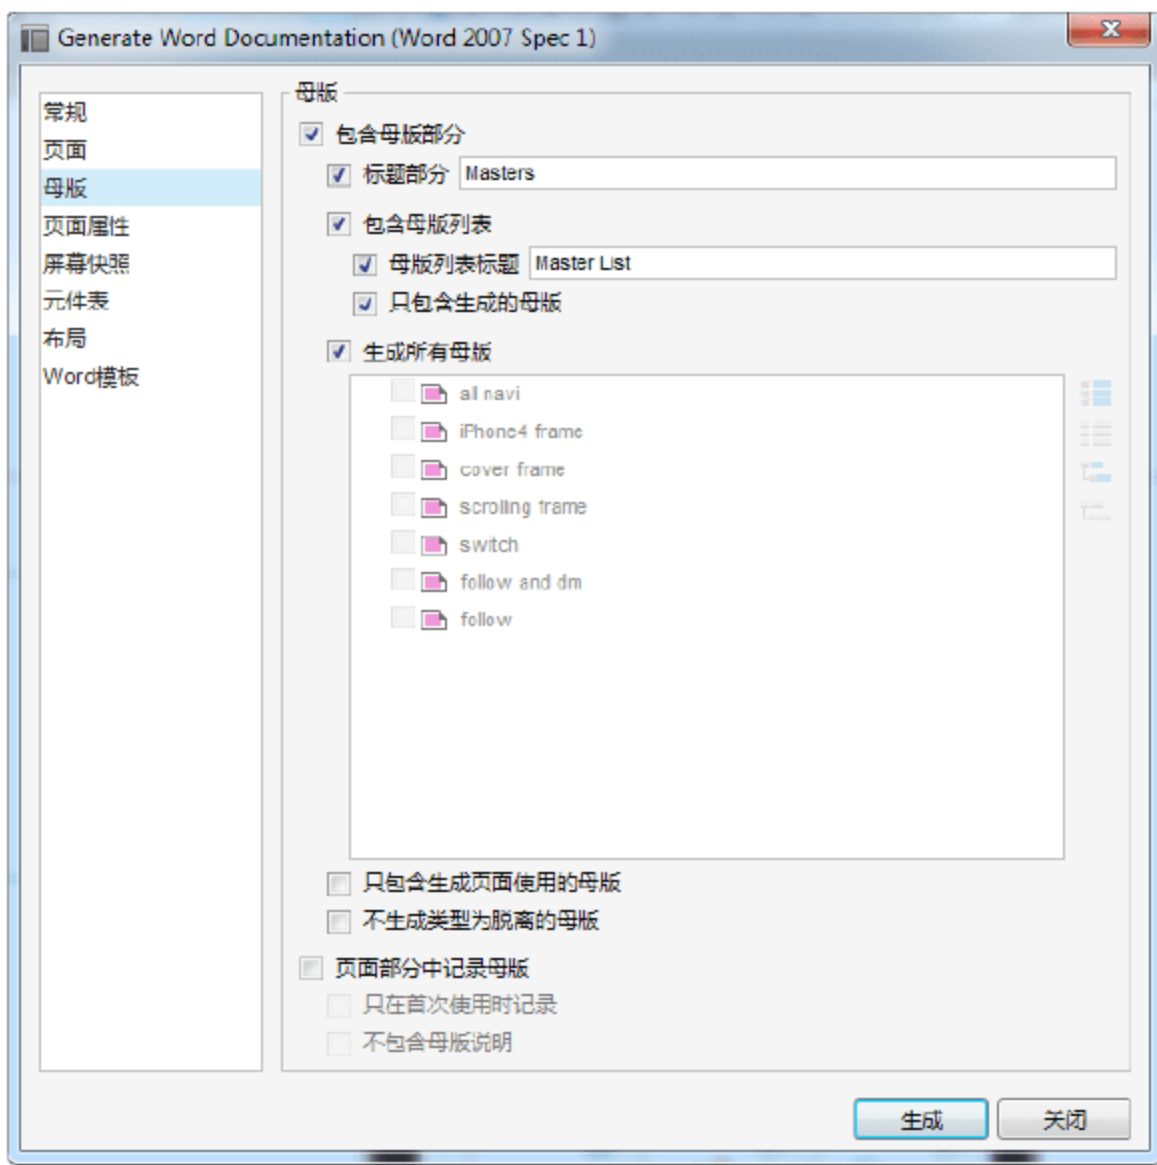 Generate Word Documentation (Word 2007 Spec 1)
常规
页面
母版
页面属性
屏幕快照
元件表
布局
Word模板
母版
包含母版部分
标题部分 Masters
包含母版列表
母版列表标题 Master List
只包含生成的母版
生成所有母版
all navi
iPhone4 frame
cover frame
scrolling frame
switch
follow and dm
follow
只包含生成页面使用的母版
不生成类型为脱离的母版
页面部分中记录母版
只在首次使用时记录
不包含母版说明
生成 关闭